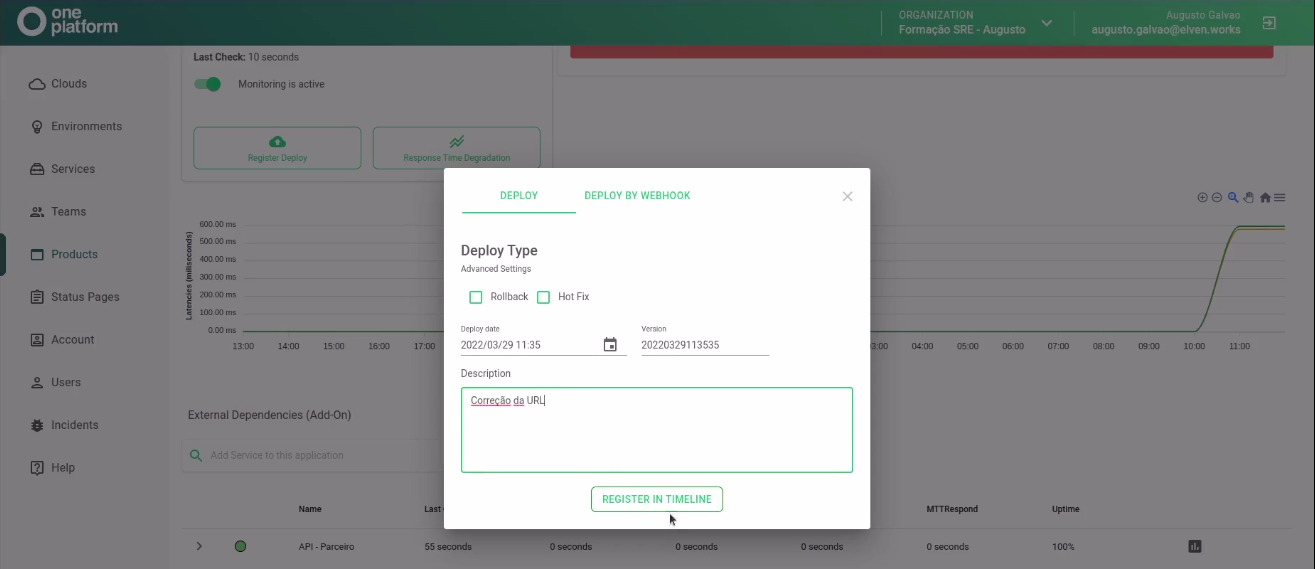 one
platform
ORGANIZATION
Formação SRE - Augusto
Augusto Galvao
augusto.galvao@elven.works
Clouds
Environments
Services
Teams
Products
Status Pages
Account
Users
Incidents
Help
Last Check: 10 seconds
Monitoring is active
Register Deploy
Response Time Degradation
DEPLOY
DEPLOY BY WEBHOOK
Deploy Type
Advanced Settings
Rollback
Hot Fix
Deploy date
2022/03/29 11:35
Version
20220329113535
Description
Correção da URL
REGISTER IN TIMELINE
Latencies (miliseconds)
600.00 ms
500.00 ms
400.00 ms
300.00 ms
200.00 ms
100.00 ms
0.00 ms
13:00 14:00 15:00 16:00 17:00 03:00 04:00 05:00 06:00 07:00 08:00 09:00 10:00 11:00
External Dependencies (Add-On)
Add Service to this application
Name Last MTTRespond Uptime
API - Parceiro 55 seconds 0 seconds 0 seconds 0 seconds 0 seconds 100%